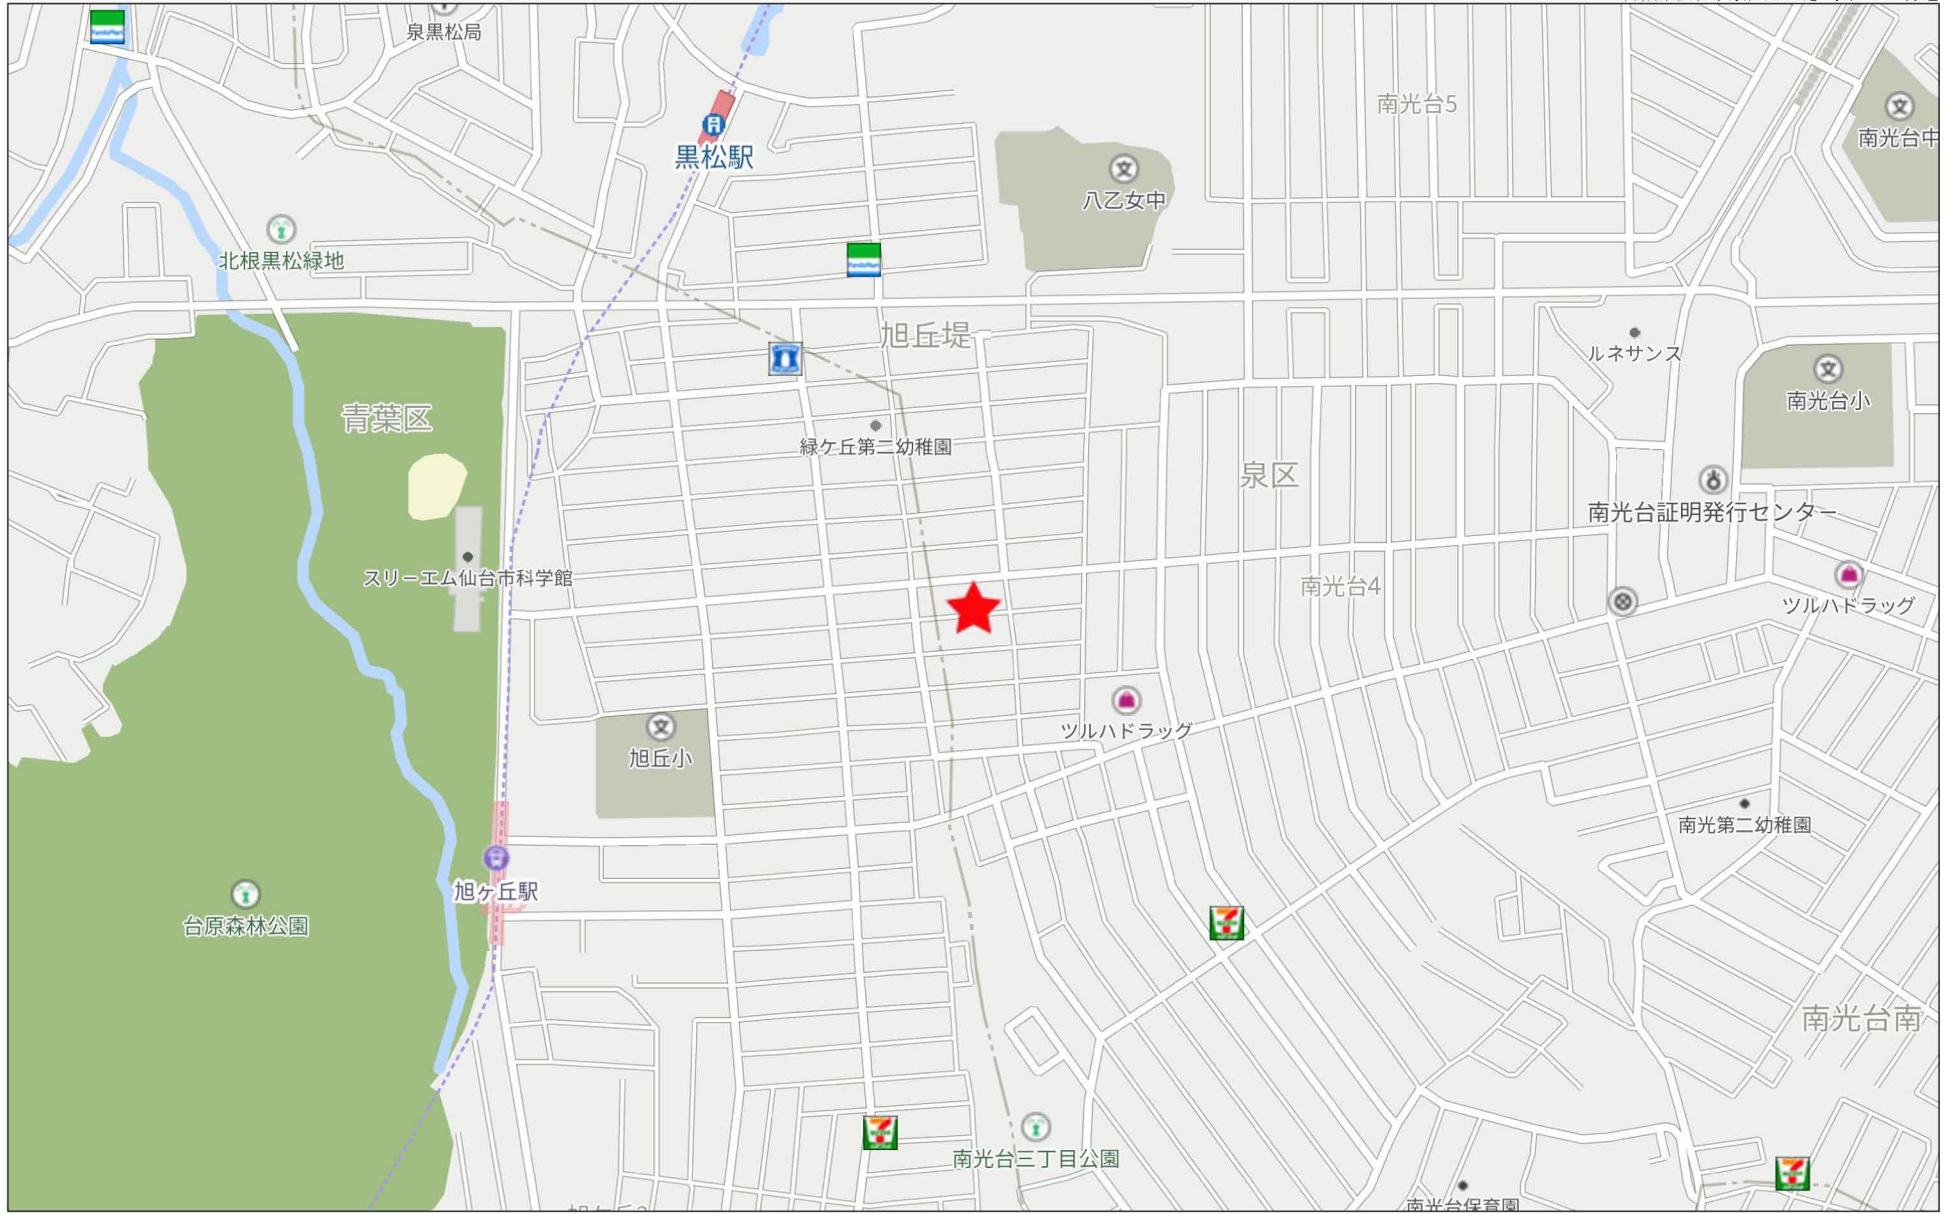 泉黒松局
南光台5
南光台中
黒松駅
八乙女中
北根黒松緑地
FamilyMart
旭丘堤
ルネサンス
南光台小
青葉区
緑ケ丘第二幼稚園
泉区
南光台証明発行センター
スリーエム仙台市科学館
南光台4
ツルハドラッグ
ツルハドラッグ
旭丘小
南光第二幼稚園
旭ヶ丘駅
台原森林公園
南光台南
南光台三丁目公園
南光台保育園